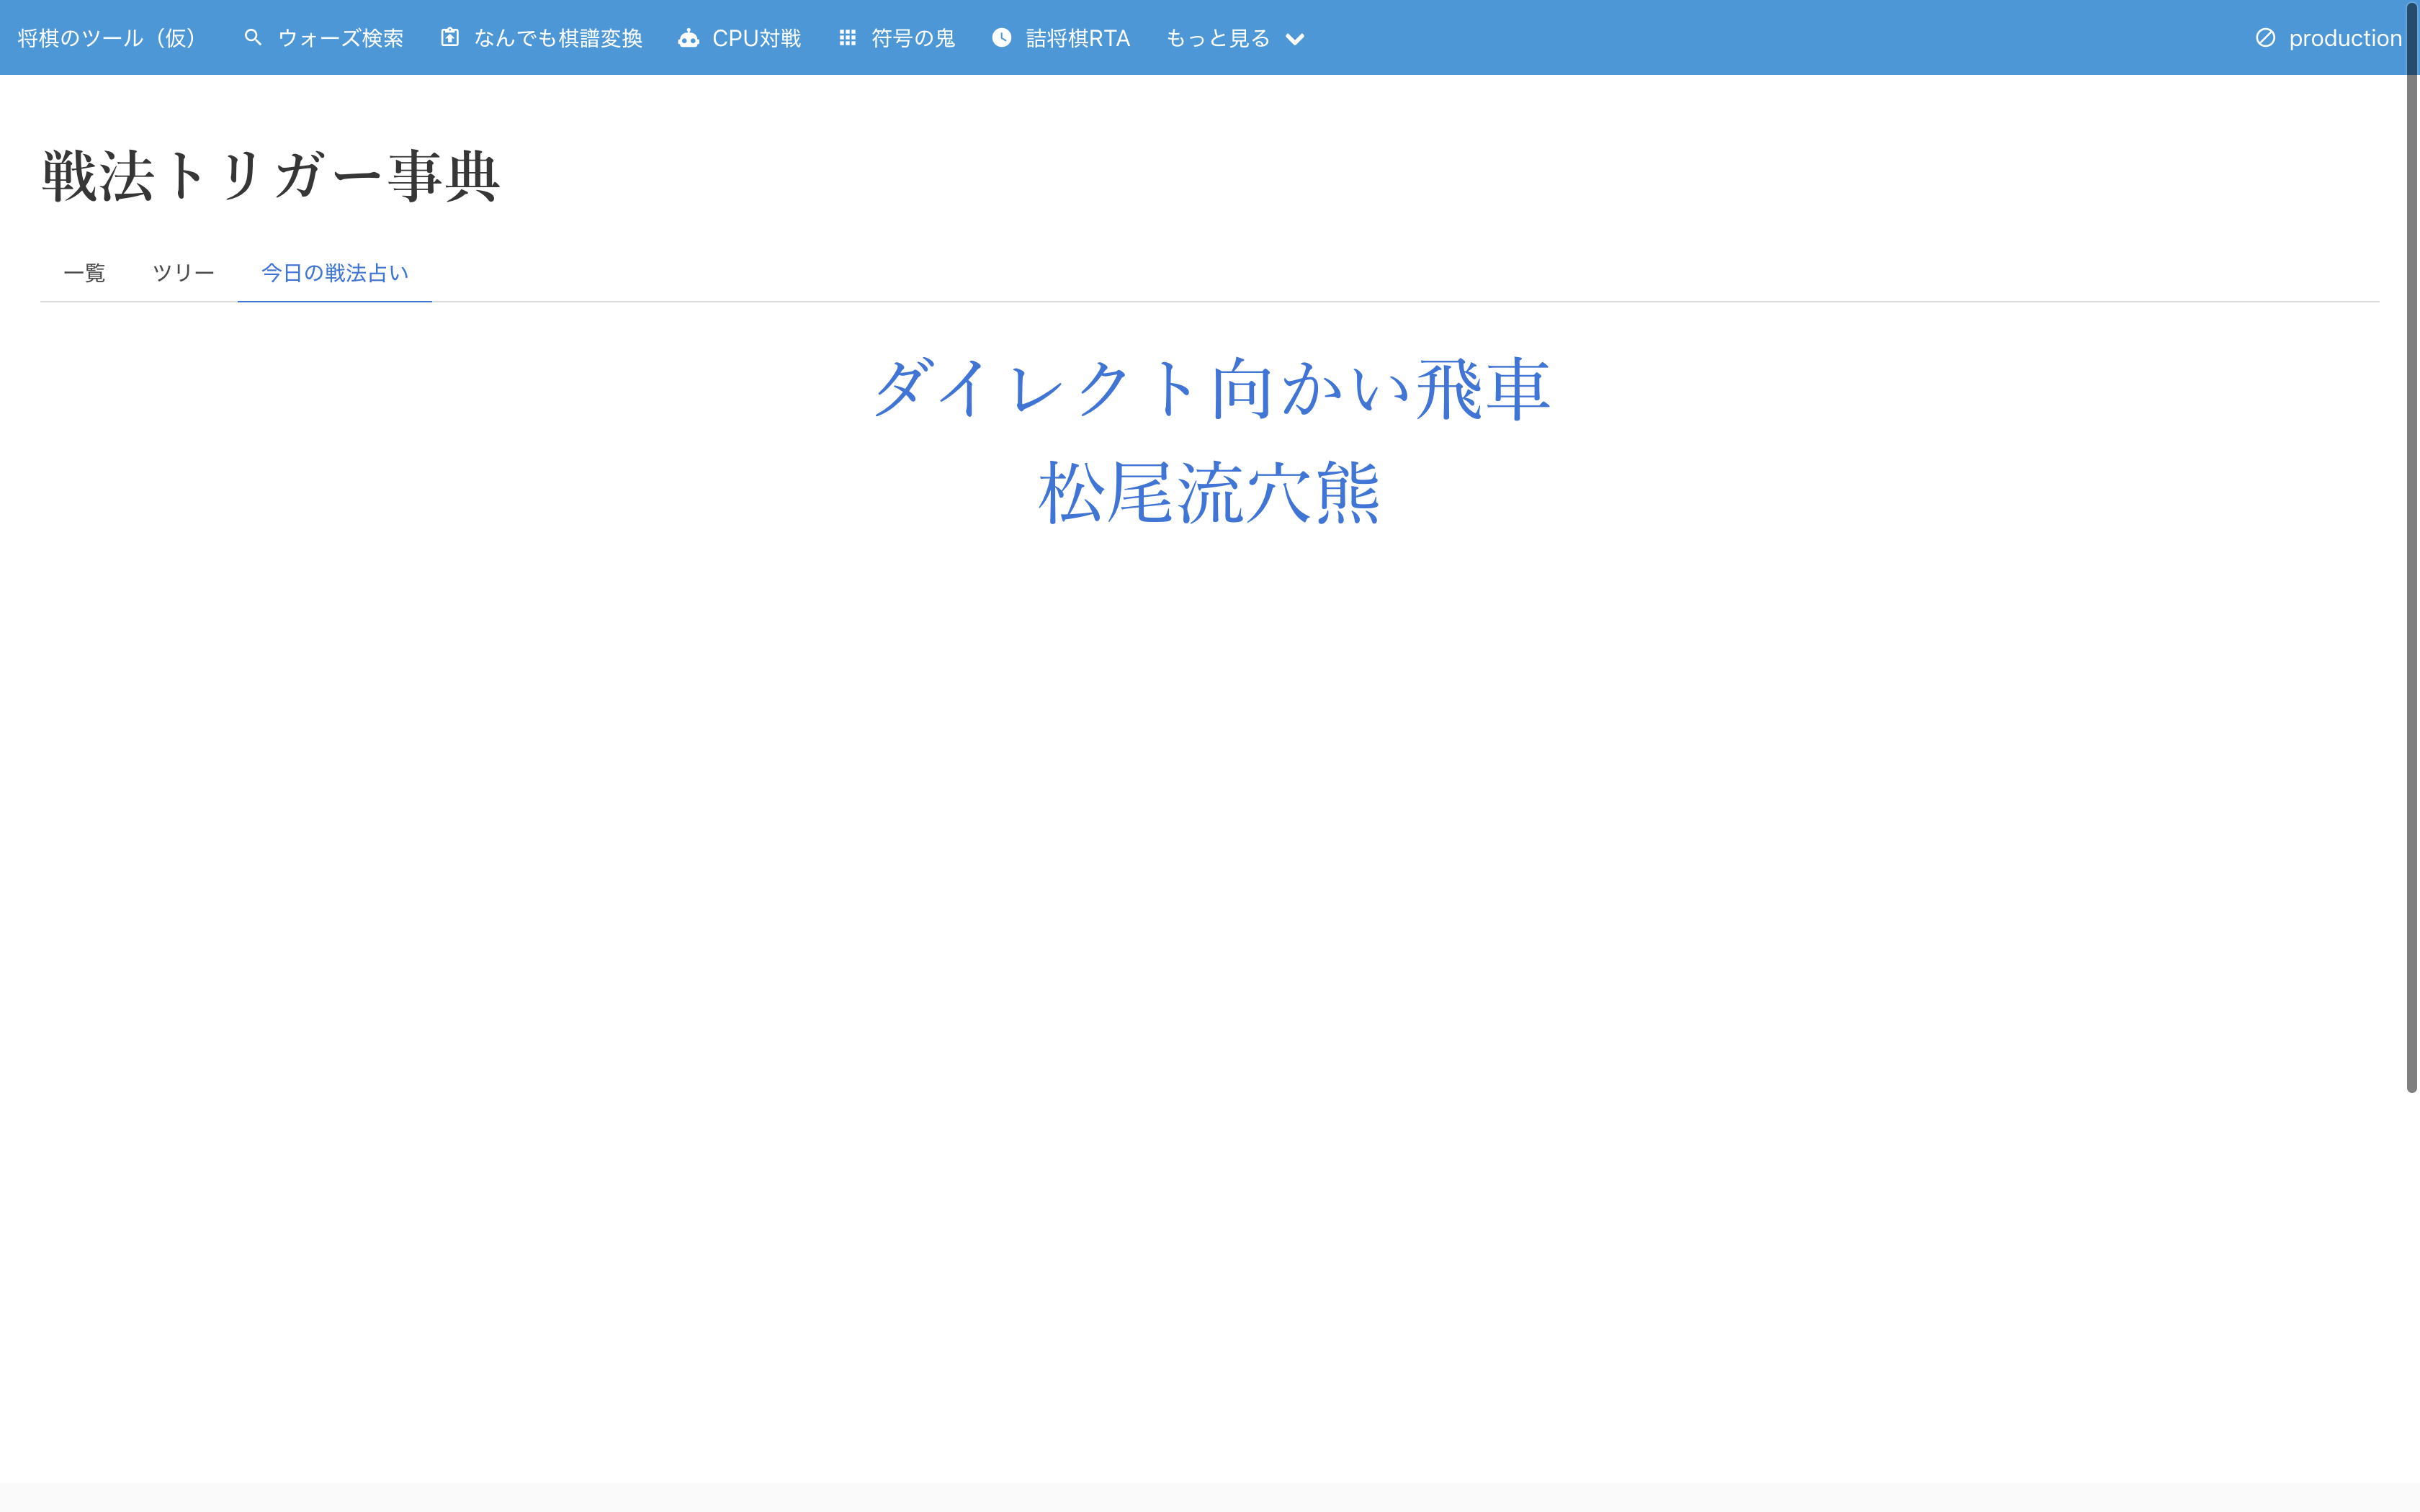 将棋のツール（仮） ウォーズ検索 なんでも棋譜変換 CPU対戦 符号の鬼 詰将棋RTA もっと見る production
戦法トリガー事典
一覧 ツリー 今日の戦法占い
ダイレクト向かい飛車
松尾流穴熊